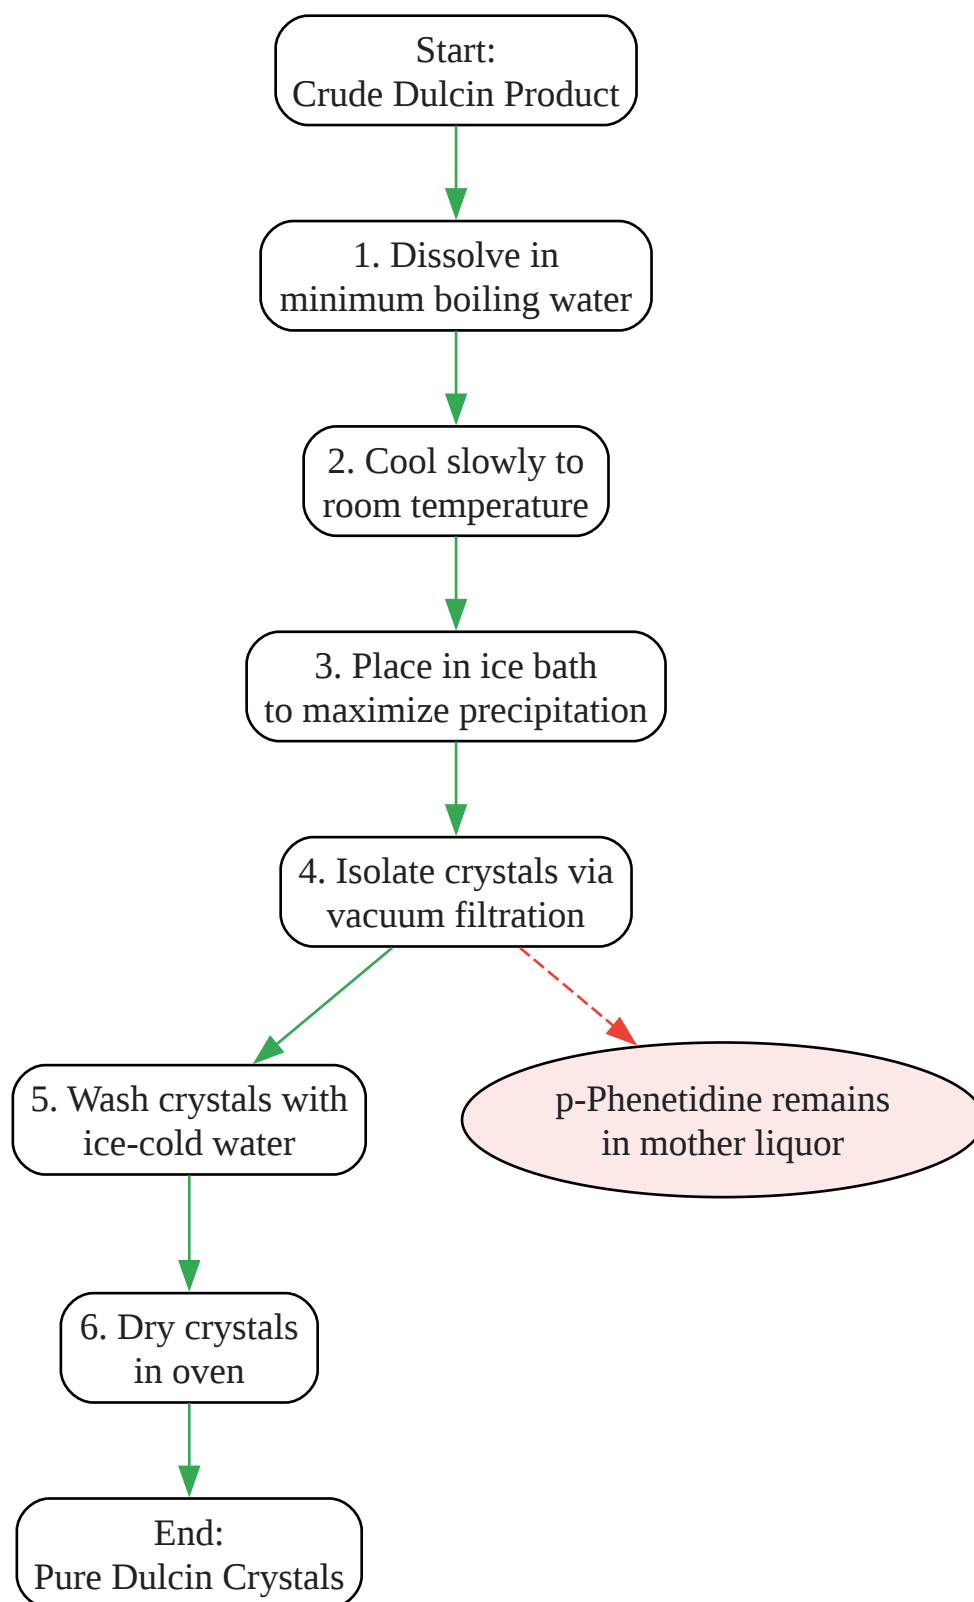 Start:
Crude Dulcin Product
1. Dissolve in
minimum boiling water
2. Cool slowly to
room temperature
3. Place in ice bath
to maximize precipitation
4. Isolate crystals via
vacuum filtration
5. Wash crystals with
ice-cold water
p-Phenetidine remains
in mother liquor
6. Dry crystals
in oven
End:
Pure Dulcin Crystals